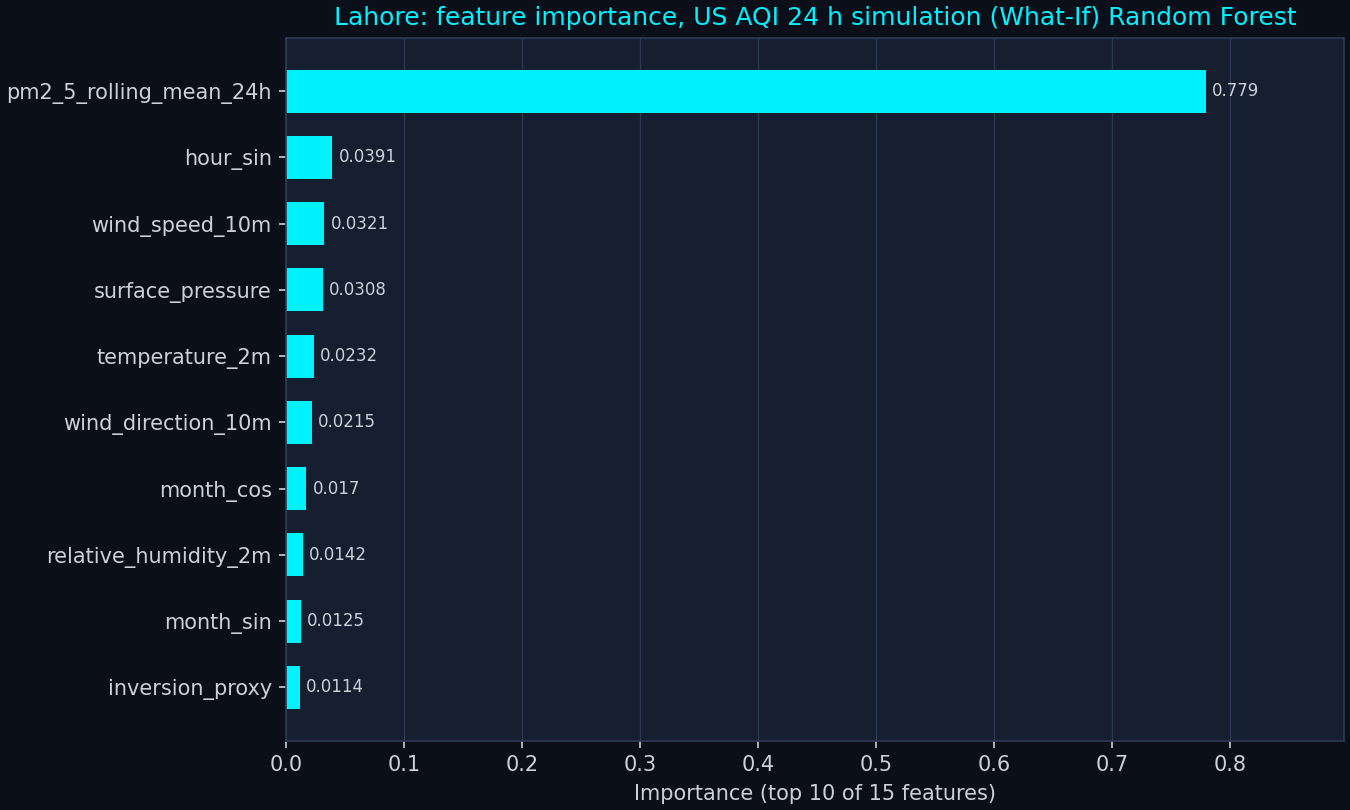 Lahore: feature importance, US AQI 24 h simulation (What-If) Random Forest
pm2_5_rolling_mean_24h 0.779
hour_sin 0.0391
wind_speed_10m 0.0321
surface_pressure 0.0308
temperature_2m 0.0232
wind_direction_10m 0.0215
month_cos 0.017
relative_humidity_2m 0.0142
month_sin 0.0125
inversion_proxy 0.0114
0.0 0.1 0.2 0.3 0.4 0.5 0.6 0.7 0.8
Importance (top 10 of 15 features)